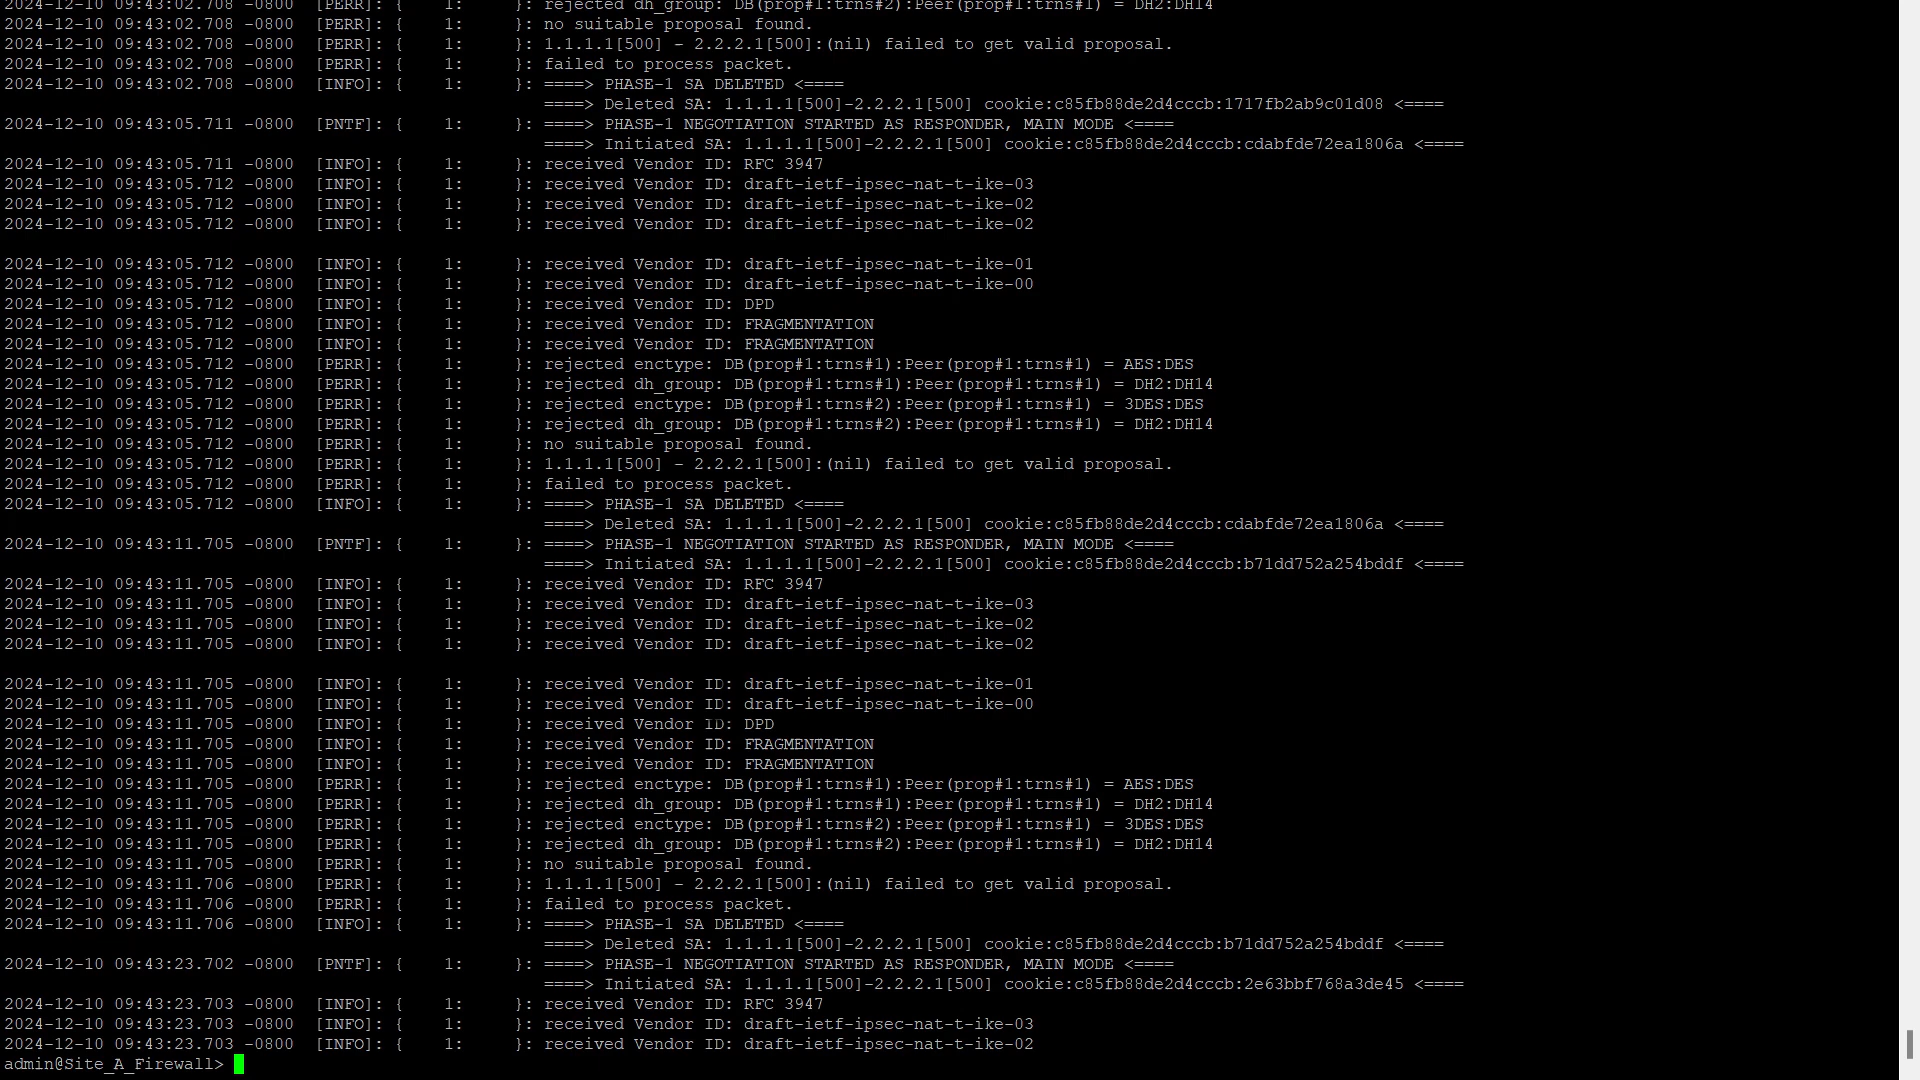 2024-12-10 09:43:02.708 -0800  [PERR]: {    1:     }: rejected dh_group: DB(prop#1:trns#2):Peer(prop#1:trns#1) = DH2:DH14
2024-12-10 09:43:02.708 -0800  [PERR]: {    1:     }: no suitable proposal found.
2024-12-10 09:43:02.708 -0800  [PERR]: {    1:     }: 1.1.1.1[500] - 2.2.2.1[500]:(nil) failed to get valid proposal.
2024-12-10 09:43:02.708 -0800  [PERR]: {    1:     }: failed to process packet.
2024-12-10 09:43:02.708 -0800  [INFO]: {    1:     }: ====> PHASE-1 SA DELETED <====
====> Deleted SA: 1.1.1.1[500]-2.2.2.1[500] cookie:c85fb88de2d4cccb:1717fb2ab9c01d08 <====
2024-12-10 09:43:05.711 -0800  [PNTF]: {    1:     }: ====> PHASE-1 NEGOTIATION STARTED AS RESPONDER, MAIN MODE <====
====> Initiated SA: 1.1.1.1[500]-2.2.2.1[500] cookie:c85fb88de2d4cccb:cdabfde72ea1806a <====
2024-12-10 09:43:05.711 -0800  [INFO]: {    1:     }: received Vendor ID: RFC 3947
2024-12-10 09:43:05.712 -0800  [INFO]: {    1:     }: received Vendor ID: draft-ietf-ipsec-nat-t-ike-03
2024-12-10 09:43:05.712 -0800  [INFO]: {    1:     }: received Vendor ID: draft-ietf-ipsec-nat-t-ike-02
2024-12-10 09:43:05.712 -0800  [INFO]: {    1:     }: received Vendor ID: draft-ietf-ipsec-nat-t-ike-02
2024-12-10 09:43:05.712 -0800  [INFO]: {    1:     }: received Vendor ID: draft-ietf-ipsec-nat-t-ike-01
2024-12-10 09:43:05.712 -0800  [INFO]: {    1:     }: received Vendor ID: draft-ietf-ipsec-nat-t-ike-00
2024-12-10 09:43:05.712 -0800  [INFO]: {    1:     }: received Vendor ID: DPD
2024-12-10 09:43:05.712 -0800  [INFO]: {    1:     }: received Vendor ID: FRAGMENTATION
2024-12-10 09:43:05.712 -0800  [INFO]: {    1:     }: received Vendor ID: FRAGMENTATION
2024-12-10 09:43:05.712 -0800  [PERR]: {    1:     }: rejected enctype: DB(prop#1:trns#1):Peer(prop#1:trns#1) = AES:DES
2024-12-10 09:43:05.712 -0800  [PERR]: {    1:     }: rejected dh_group: DB(prop#1:trns#1):Peer(prop#1:trns#1) = DH2:DH14
2024-12-10 09:43:05.712 -0800  [PERR]: {    1:     }: rejected enctype: DB(prop#1:trns#2):Peer(prop#1:trns#1) = 3DES:DES
2024-12-10 09:43:05.712 -0800  [PERR]: {    1:     }: rejected dh_group: DB(prop#1:trns#2):Peer(prop#1:trns#1) = DH2:DH14
2024-12-10 09:43:05.712 -0800  [PERR]: {    1:     }: no suitable proposal found.
2024-12-10 09:43:05.712 -0800  [PERR]: {    1:     }: 1.1.1.1[500] - 2.2.2.1[500]:(nil) failed to get valid proposal.
2024-12-10 09:43:05.712 -0800  [PERR]: {    1:     }: failed to process packet.
2024-12-10 09:43:05.712 -0800  [INFO]: {    1:     }: ====> PHASE-1 SA DELETED <====
====> Deleted SA: 1.1.1.1[500]-2.2.2.1[500] cookie:c85fb88de2d4cccb:cdabfde72ea1806a <====
2024-12-10 09:43:11.705 -0800  [PNTF]: {    1:     }: ====> PHASE-1 NEGOTIATION STARTED AS RESPONDER, MAIN MODE <====
====> Initiated SA: 1.1.1.1[500]-2.2.2.1[500] cookie:c85fb88de2d4cccb:b71dd752a254bddf <====
2024-12-10 09:43:11.705 -0800  [INFO]: {    1:     }: received Vendor ID: RFC 3947
2024-12-10 09:43:11.705 -0800  [INFO]: {    1:     }: received Vendor ID: draft-ietf-ipsec-nat-t-ike-03
2024-12-10 09:43:11.705 -0800  [INFO]: {    1:     }: received Vendor ID: draft-ietf-ipsec-nat-t-ike-02
2024-12-10 09:43:11.705 -0800  [INFO]: {    1:     }: received Vendor ID: draft-ietf-ipsec-nat-t-ike-02
2024-12-10 09:43:11.705 -0800  [INFO]: {    1:     }: received Vendor ID: draft-ietf-ipsec-nat-t-ike-01
2024-12-10 09:43:11.705 -0800  [INFO]: {    1:     }: received Vendor ID: draft-ietf-ipsec-nat-t-ike-00
2024-12-10 09:43:11.705 -0800  [INFO]: {    1:     }: received Vendor ID: DPD
2024-12-10 09:43:11.705 -0800  [INFO]: {    1:     }: received Vendor ID: FRAGMENTATION
2024-12-10 09:43:11.705 -0800  [INFO]: {    1:     }: received Vendor ID: FRAGMENTATION
2024-12-10 09:43:11.705 -0800  [PERR]: {    1:     }: rejected enctype: DB(prop#1:trns#1):Peer(prop#1:trns#1) = AES:DES
2024-12-10 09:43:11.705 -0800  [PERR]: {    1:     }: rejected dh_group: DB(prop#1:trns#1):Peer(prop#1:trns#1) = DH2:DH14
2024-12-10 09:43:11.705 -0800  [PERR]: {    1:     }: rejected enctype: DB(prop#1:trns#2):Peer(prop#1:trns#1) = 3DES:DES
2024-12-10 09:43:11.705 -0800  [PERR]: {    1:     }: rejected dh_group: DB(prop#1:trns#2):Peer(prop#1:trns#1) = DH2:DH14
2024-12-10 09:43:11.705 -0800  [PERR]: {    1:     }: no suitable proposal found.
2024-12-10 09:43:11.706 -0800  [PERR]: {    1:     }: 1.1.1.1[500] - 2.2.2.1[500]:(nil) failed to get valid proposal.
2024-12-10 09:43:11.706 -0800  [PERR]: {    1:     }: failed to process packet.
2024-12-10 09:43:11.706 -0800  [INFO]: {    1:     }: ====> PHASE-1 SA DELETED <====
====> Deleted SA: 1.1.1.1[500]-2.2.2.1[500] cookie:c85fb88de2d4cccb:b71dd752a254bddf <====
2024-12-10 09:43:23.702 -0800  [PNTF]: {    1:     }: ====> PHASE-1 NEGOTIATION STARTED AS RESPONDER, MAIN MODE <====
====> Initiated SA: 1.1.1.1[500]-2.2.2.1[500] cookie:c85fb88de2d4cccb:2e63bbf768a3de45 <====
2024-12-10 09:43:23.703 -0800  [INFO]: {    1:     }: received Vendor ID: RFC 3947
2024-12-10 09:43:23.703 -0800  [INFO]: {    1:     }: received Vendor ID: draft-ietf-ipsec-nat-t-ike-03
2024-12-10 09:43:23.703 -0800  [INFO]: {    1:     }: received Vendor ID: draft-ietf-ipsec-nat-t-ike-02
admin@Site_A_Firewall>